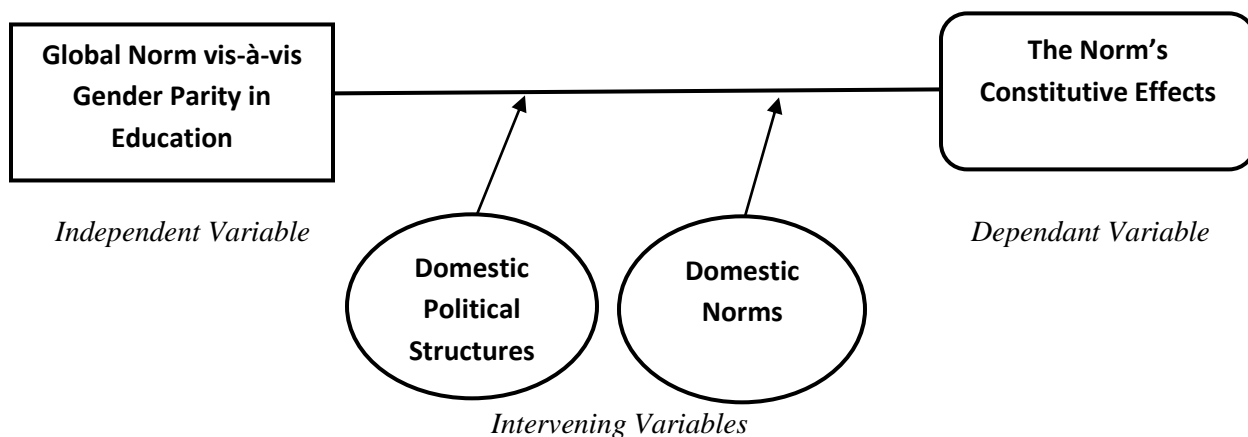 Global Norm vis-à-vis
Gender Parity in
Education
The Norm's
Constitutive Effects
Independent Variable
Dependant Variable
Domestic
Political
Structures
Domestic
Norms
Intervening Variables